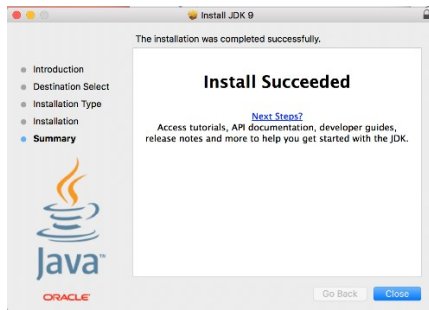 Install JDK 9
The installation was completed successfully.
Introduction
Destination Select
Installation Type
Installation
Summary
Install Succeeded
Next Steps?
Access tutorials, API documentation, developer guides,
release notes and more to help you get started with the JDK.
Java™
ORACLE®
Go Back
Close